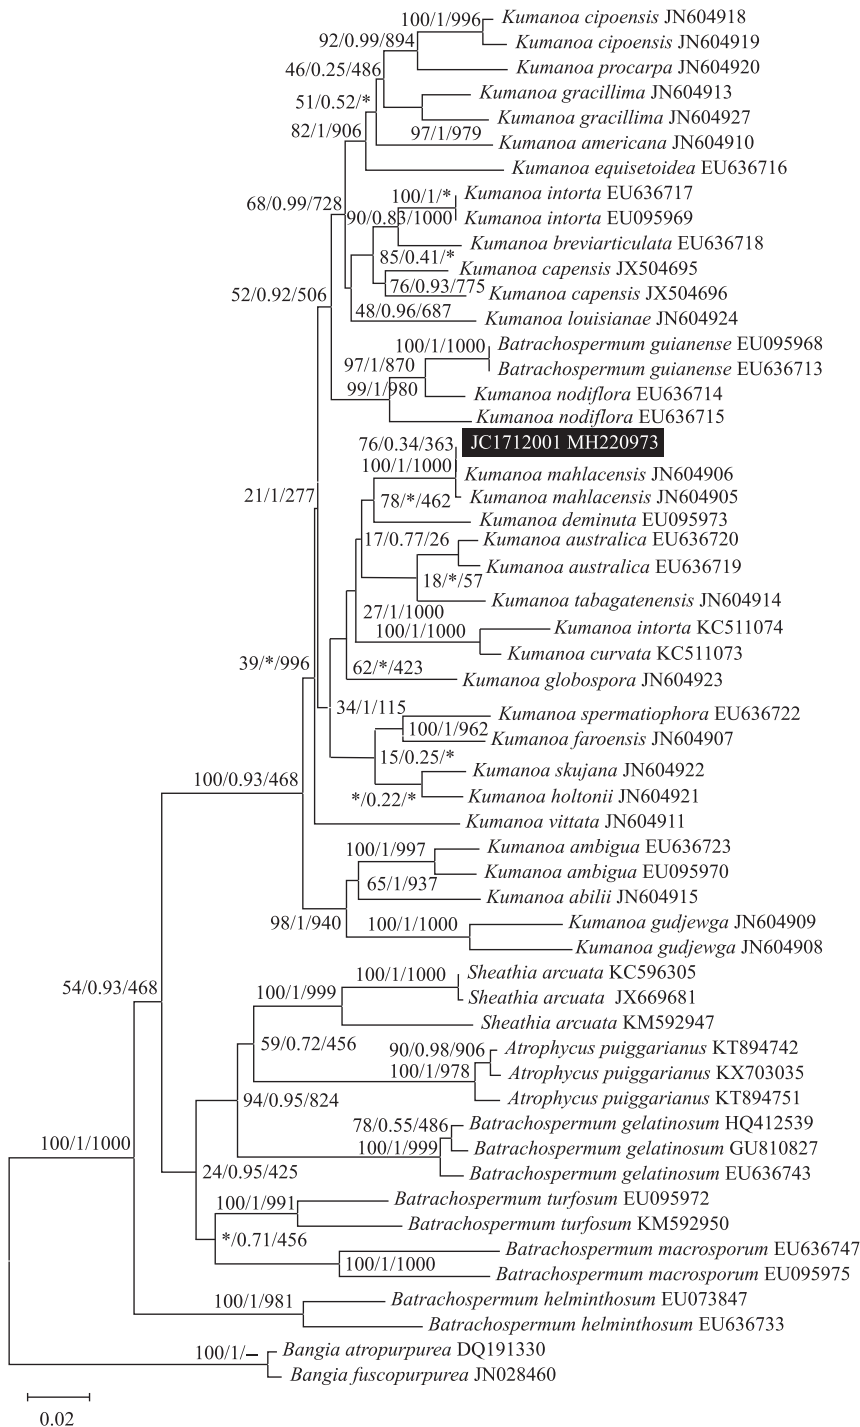 100/1/996
Kumanoa cipoensis JN604918
92/0.99/894
Kumanoa cipoensis JN604919
46/0.25/486
Kumanoa procarpa JN604920
Kumanoa gracillima JN604913
51/0.52/*
Kumanoa gracillima JN604927
82/1/906
97/1/979
Kumanoa americana JN604910
Kumanoa equisetoidea EU636716
100/1/*
Kumanoa intorta EU636717
68/0.99/728
90/0.83/1000
Kumanoa intorta EU095969
Kumanoa breviarticulata EU636718
85/0.41/*
Kumanoa capensis JX504695
52/0.92/506
76/0.93/775
Kumanoa capensis JX504696
48/0.96/687
Kumanoa louisianae JN604924
100/1/1000
Batrachospermum guianense EU095968
97/1/870
Batrachospermum guianense EU636713
99/1/980
Kumanoa nodiflora EU636714
Kumanoa nodiflora EU636715
76/0.34/363
JC1712001 MH220973
100/1/1000
Kumanoa mahlacensis JN604906
21/1/277
78/*/462
Kumanoa mahlacensis JN604905
Kumanoa deminuta EU095973
17/0.77/26
Kumanoa australica EU636720
Kumanoa australica EU636719
18/*/57
Kumanoa tabagatenensis JN604914
27/1/1000
100/1/1000
Kumanoa intorta KC511074
Kumanoa curvata KC511073
39/*/996
62/*/423
Kumanoa globospora JN604923
34/1/115
Kumanoa spermatiophora EU636722
100/1/962
Kumanoa faroensis JN604907
15/0.25/*
Kumanoa skujana JN604922
100/0.93/468
*/0.22/*
Kumanoa holtonii JN604921
Kumanoa vittata JN604911
100/1/997
Kumanoa ambigua EU636723
65/1/937
Kumanoa ambigua EU095970
Kumanoa abilii JN604915
98/1/940
100/1/1000
Kumanoa gudjewga JN604909
Kumanoa gudjewga JN604908
54/0.93/468
100/1/1000
Sheathia arcuata KC596305
100/1/999
Sheathia arcuata JX669681
Sheathia arcuata KM592947
59/0.72/456
90/0.98/906
Atrophycus puiggarianus KT894742
100/1/978
Atrophycus puiggarianus KX703035
94/0.95/824
Atrophycus puiggarianus KT894751
78/0.55/486
Batrachospermum gelatinosum HQ412539
100/1/1000
100/1/999
Batrachospermum gelatinosum GU810827
24/0.95/425
Batrachospermum gelatinosum EU636743
100/1/991
Batrachospermum turfosum EU095972
Batrachospermum turfosum KM592950
*/0.71/456
Batrachospermum macrosporum EU636747
100/1/1000
Batrachospermum macrosporum EU095975
100/1/981
Batrachospermum helminthosum EU073847
Batrachospermum helminthosum EU636733
100/1/–
Bangia atropurpurea DQ191330
Bangia fuscopurpurea JN028460
0.02